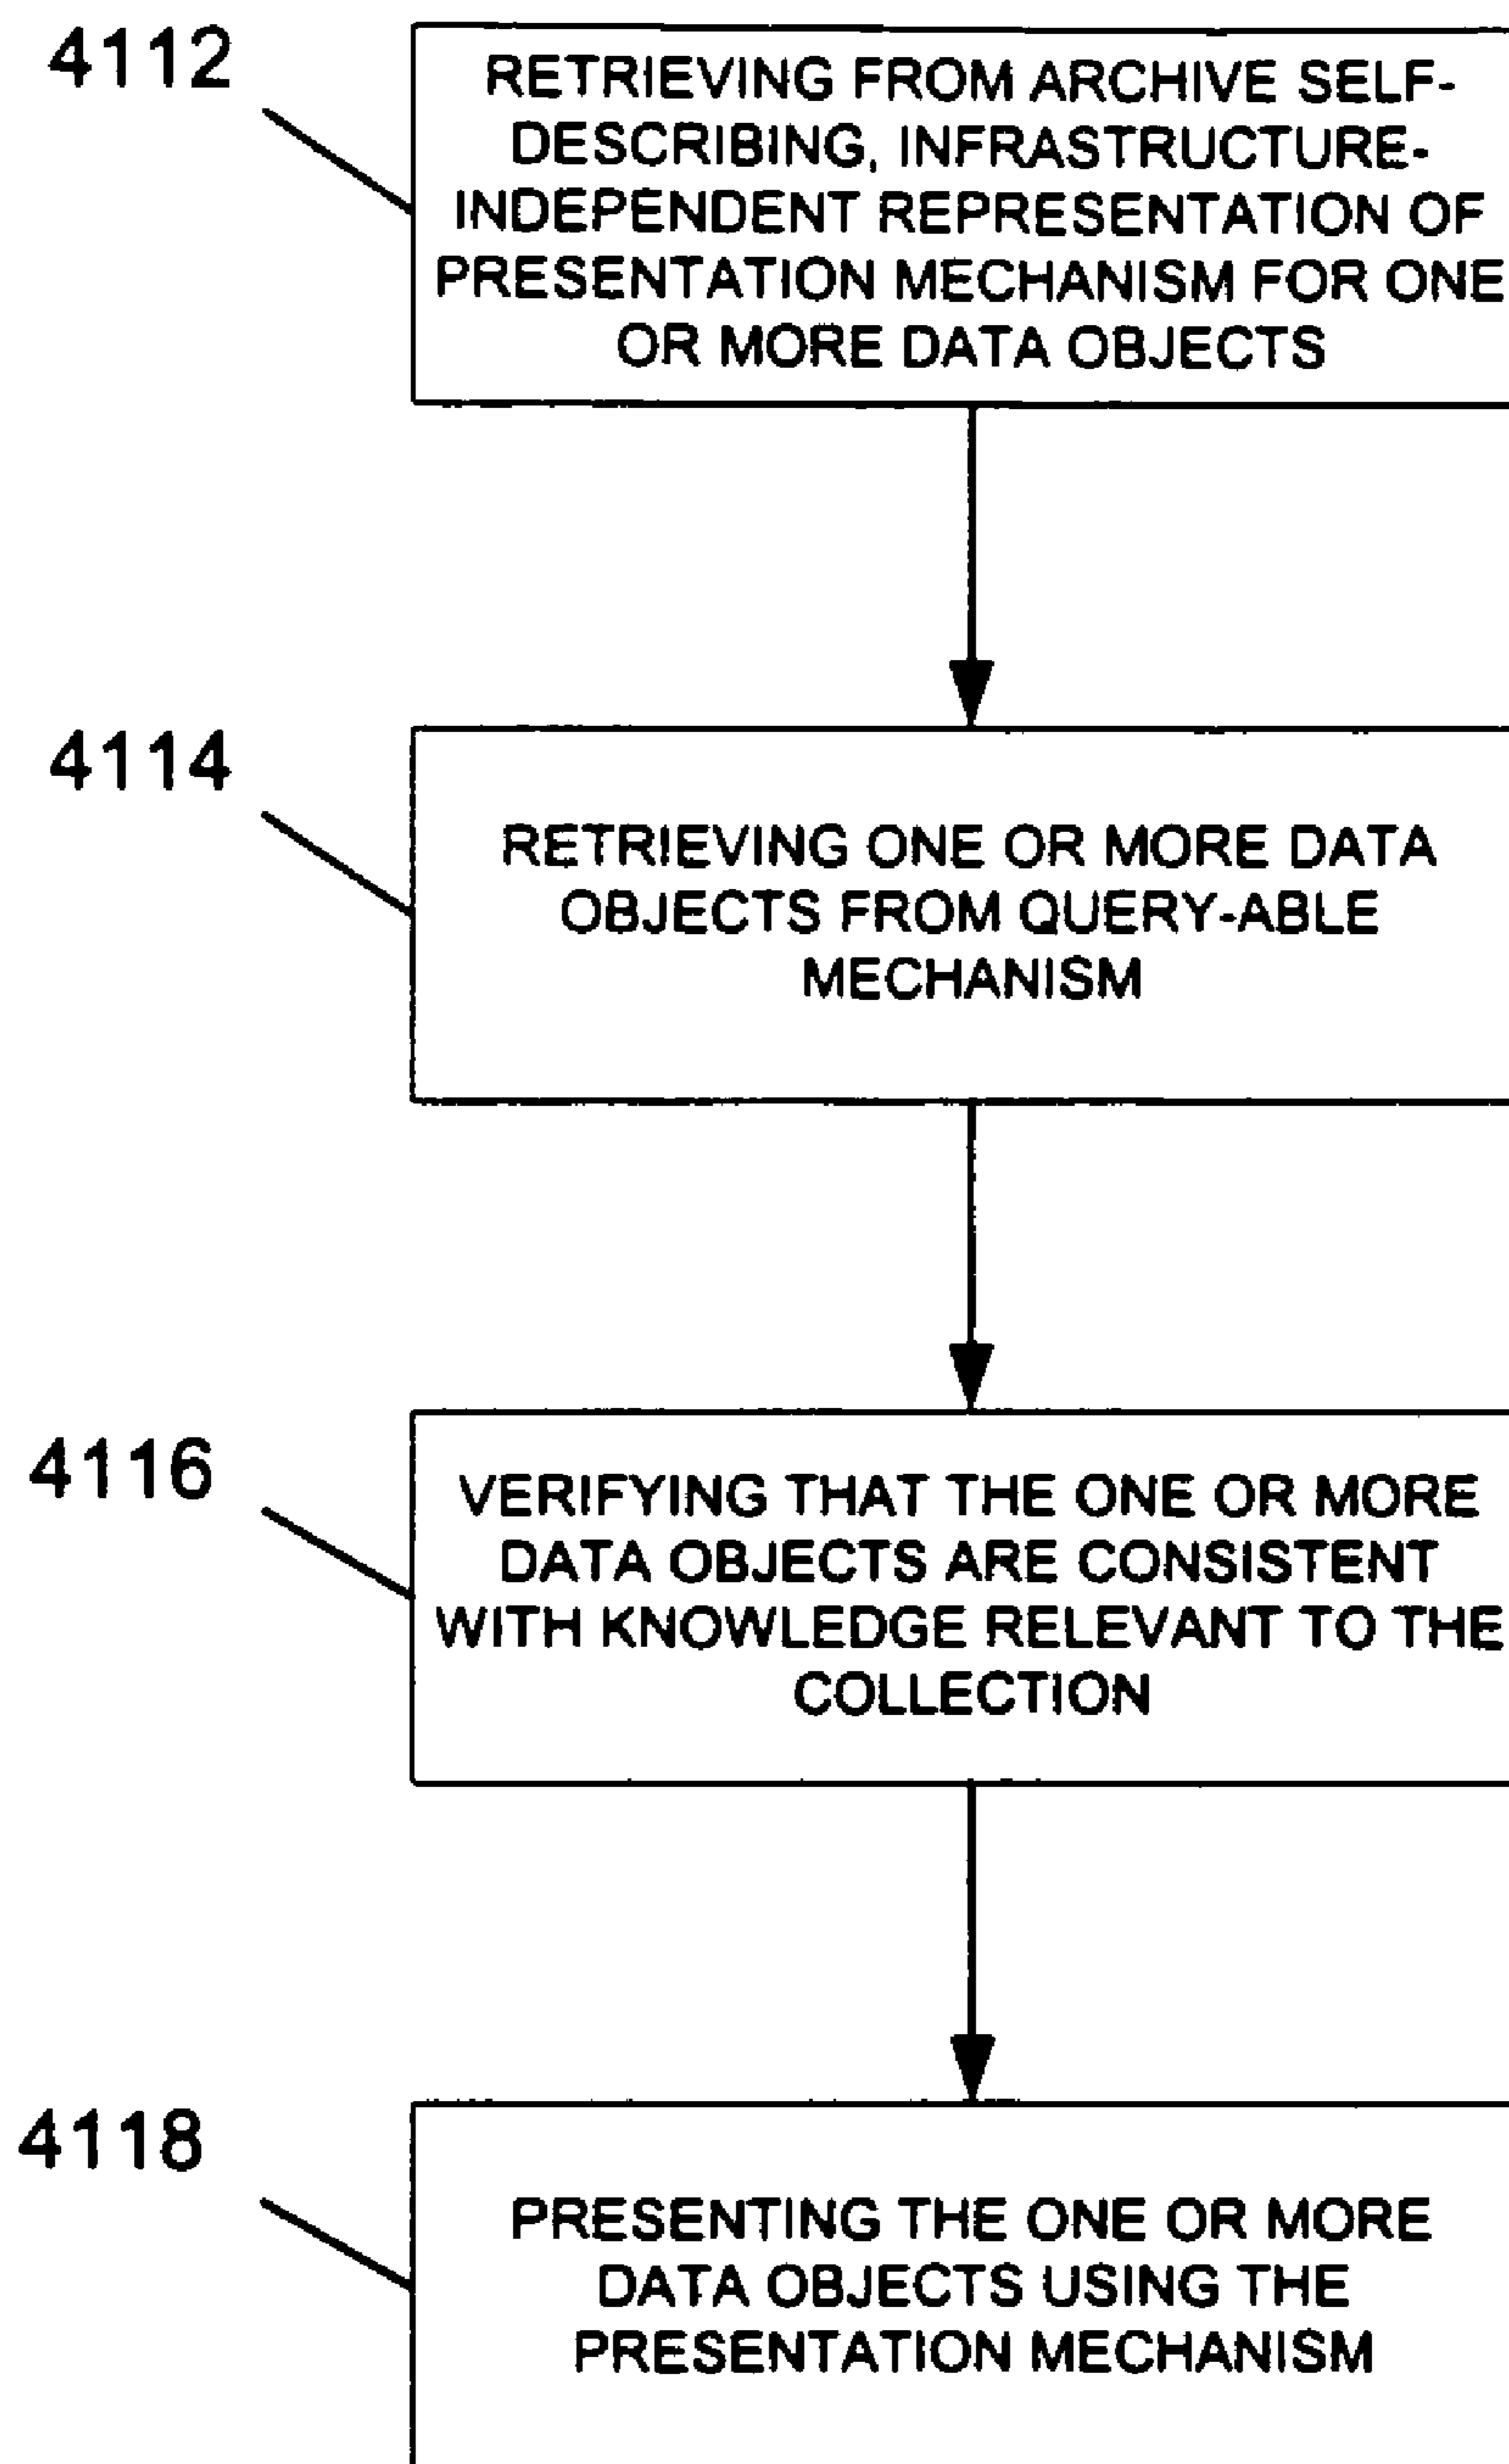 4112
RETRIEVING FROM ARCHIVE SELF-
DESCRIBING, INFRASTRUCTURE-
INDEPENDENT REPRESENTATION OF
PRESENTATION MECHANISM FOR ONE
OR MORE DATA OBJECTS
4114
RETRIEVING ONE OR MORE DATA
OBJECTS FROM QUERY-ABLE
MECHANISM
4116
VERIFYING THAT THE ONE OR MORE
DATA OBJECTS ARE CONSISTENT
WITH KNOWLEDGE RELEVANT TO THE
COLLECTION
4118
PRESENTING THE ONE OR MORE
DATA OBJECTS USING THE
PRESENTATION MECHANISM